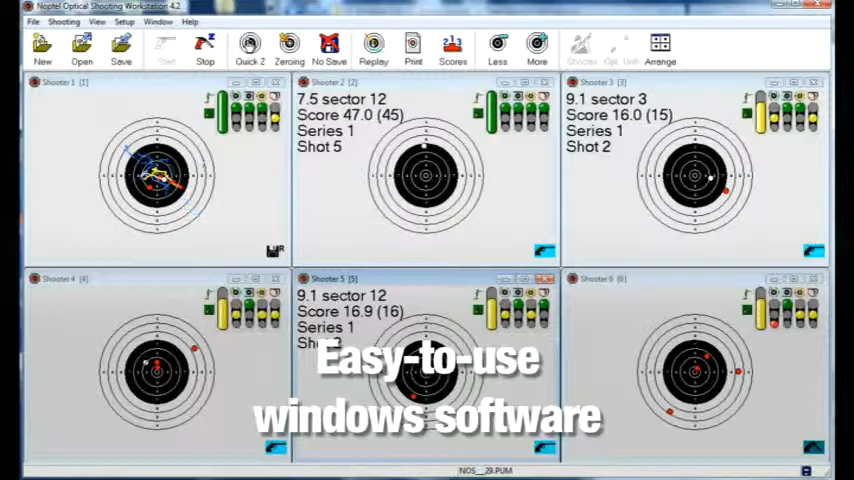 Noptel Optical Shooting Workstation 4.2
File Shooting View Setup Window Help
New Open Save Start Stop Quick Z Zeroing No Save Replay Print Scores Less More Shooter Opt. Unit Arrange
Shooter 1 [1]
Shooter 2 [2]
7.5 sector 12
Score 47.0 (45)
Series 1
Shot 5
Shooter 3 [3]
9.1 sector 3
Score 16.0 (15)
Series 1
Shot 2
Shooter 4 [4]
Shooter 5 [5]
9.1 sector 12
Score 16.9 (16)
Series 1
Shot 2
Shooter 6 [6]
Easy-to-use
windows software
NOS__29.PUM